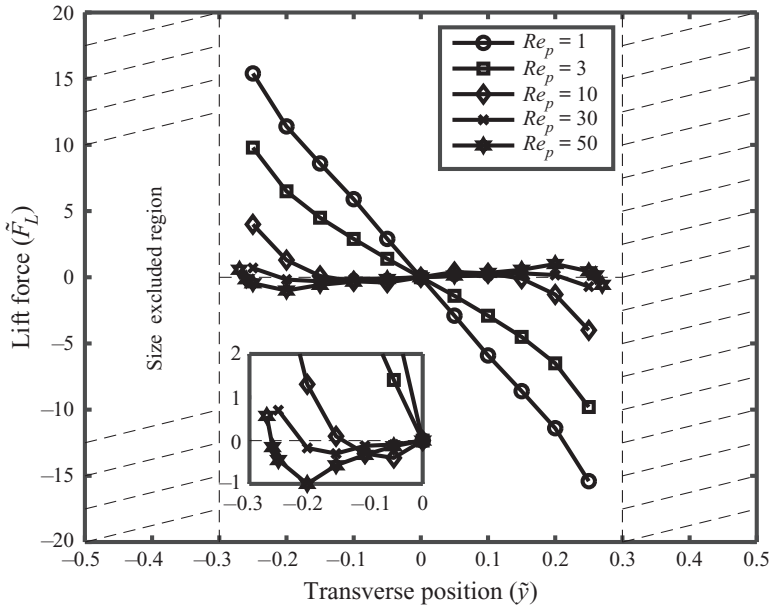 20
15
10
5
0
−5
−10
−15
−20
Lift force (F̃_L)
Size excluded region
Re_p = 1
Re_p = 3
Re_p = 10
Re_p = 30
Re_p = 50
2
1
0
−1
−0.3 −0.2 −0.1 0
−0.5 −0.4 −0.3 −0.2 −0.1 0 0.1 0.2 0.3 0.4 0.5
Transverse position (ỹ)